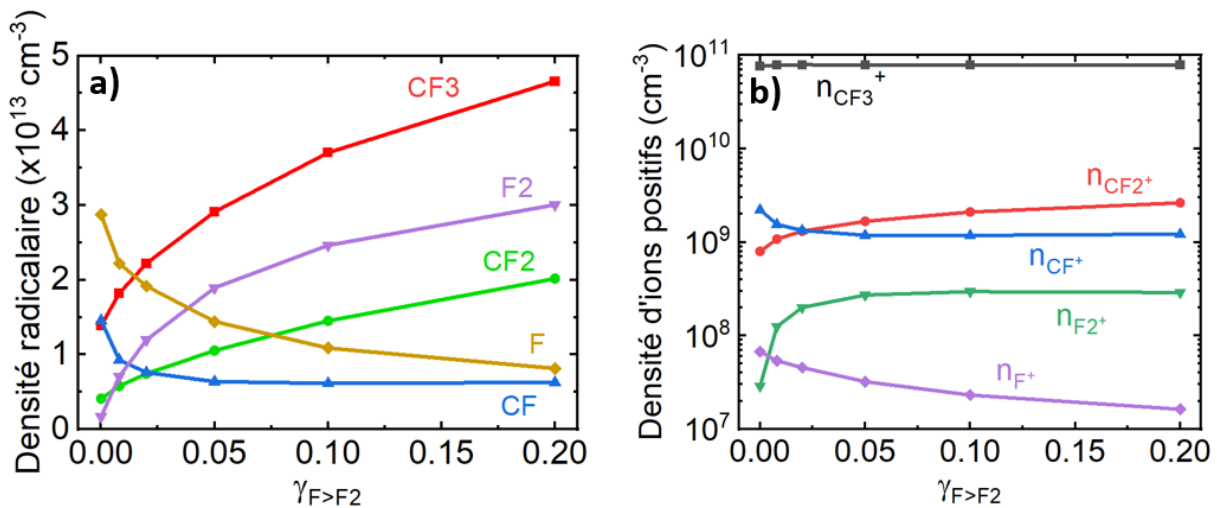 a)
Densité radicalaire (x10¹³ cm⁻³)
5
4
3
2
1
0
CF3
F2
CF2
F
CF
0.00 0.05 0.10 0.15 0.20
γF>F2
b)
Densité d'ions positifs (cm⁻³)
10¹¹
10¹⁰
10⁹
10⁸
10⁷
nCF3⁺
nCF2⁺
nCF⁺
nF2⁺
nF⁺
0.00 0.05 0.10 0.15 0.20
γF>F2